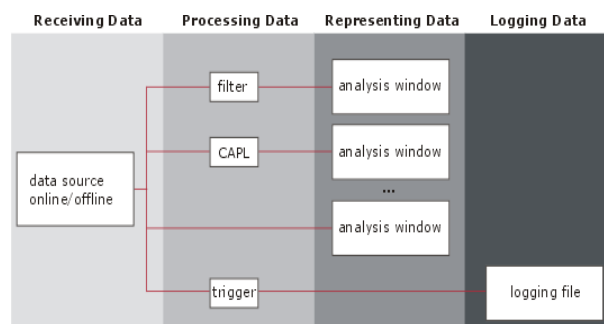 Receiving Data
Processing Data
Representing Data
Logging Data
filter
analysis window
CAPL
analysis window
data source
online/offline
...
analysis window
trigger
logging file